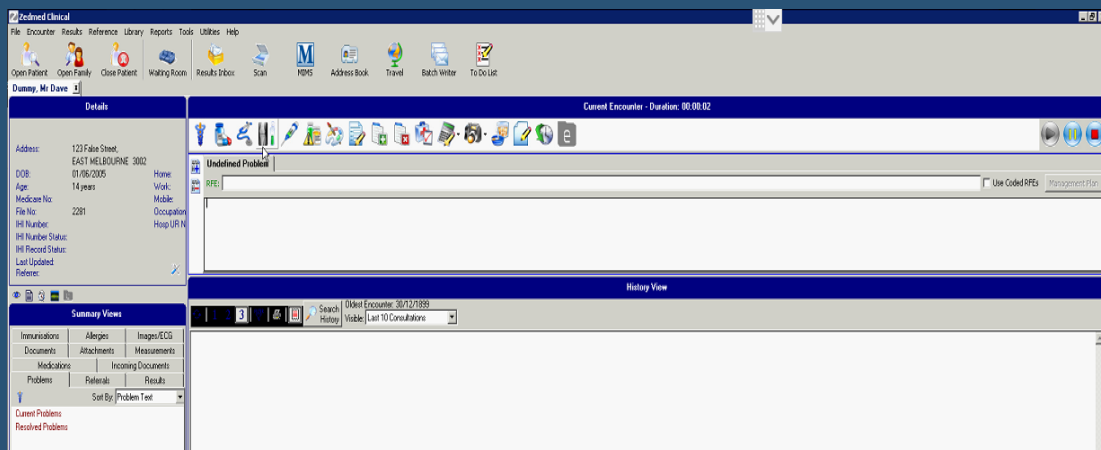 Zedmed Clinical
File Encounter Results Reference Library Reports Tools Utilities Help
Open Patient Open Family Close Patient Waiting Room Results Inbox Scan MIMS Address Book Travel Batch Writer To Do List
Dummy, Mr Dave x
Details
Address: 123 False Street,
EAST MELBOURNE 3002
DOB: 01/06/2005 Home:
Age: 14 years Work:
Medicare No: Mobile:
File No: 2281 Occupation
IHI Number: Hosp UR N
IHI Number Status:
IHI Record Status:
Last Updated:
Referrer:
Summary Views
Immunisations Allergies Images/ECG
Documents Attachments Measurements
Medications Incoming Documents
Problems Referrals Results
Sort By: Problem Text
Current Problems
Resolved Problems
Current Encounter - Duration: 00:00:02
Undefined Problem
RFE: Use Coded RFEs Management Plan
History View
3 Search History
Oldest Encounter: 30/12/1899
Visible: Last 10 Consultations